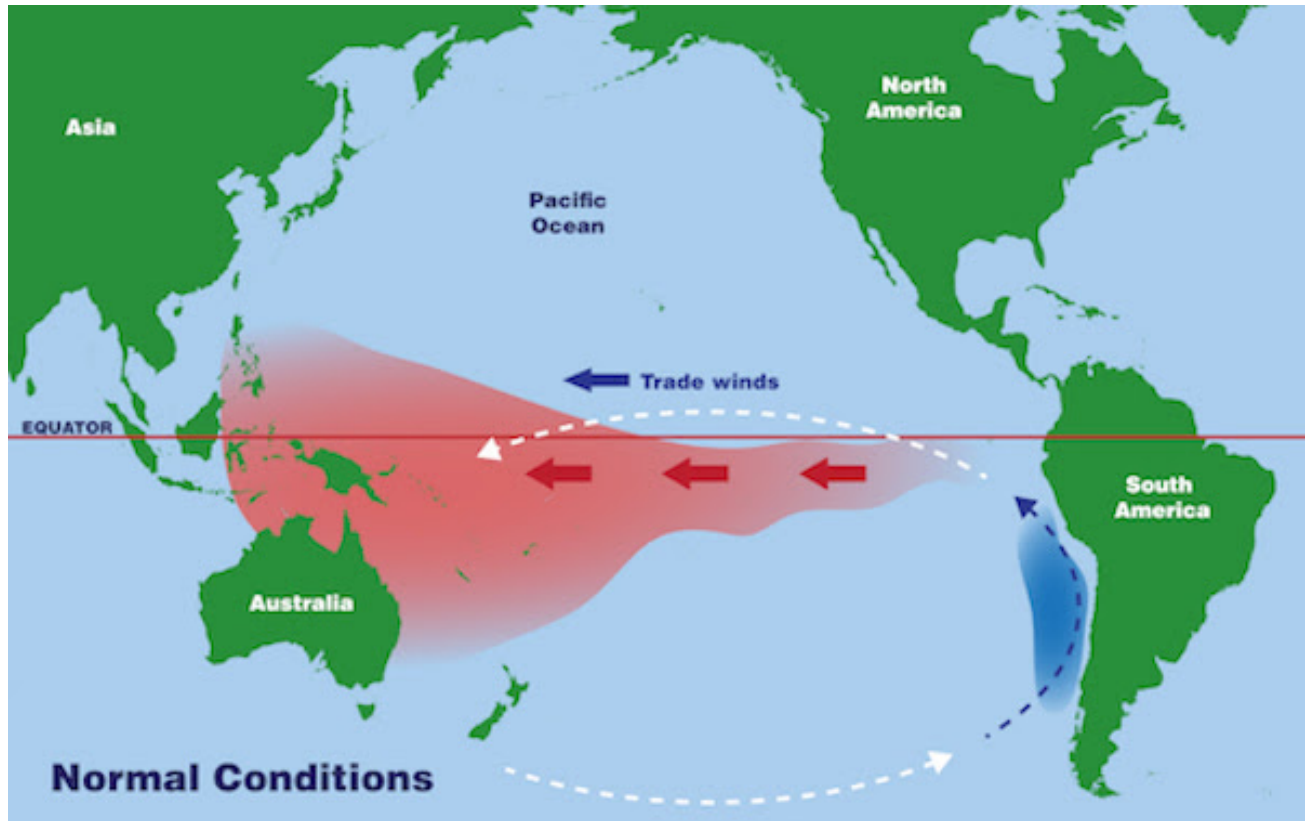 Asia
North
America
Pacific
Ocean
Trade winds
EQUATOR
South
America
Australia
Normal Conditions